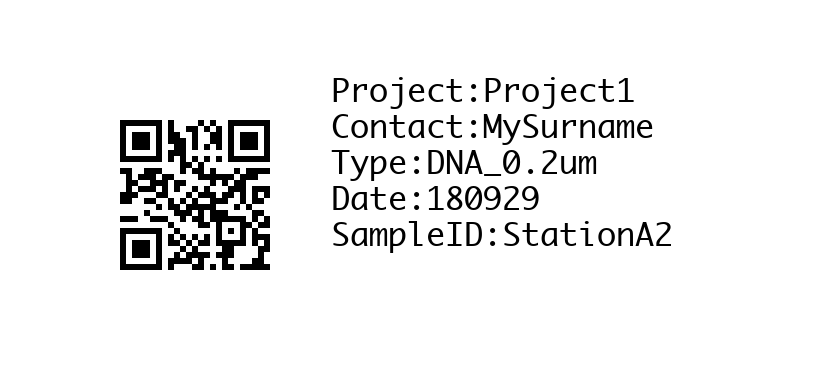 Project:Project1
Contact:MySurname
Type:DNA_0.2um
Date:180929
SampleID:StationA2